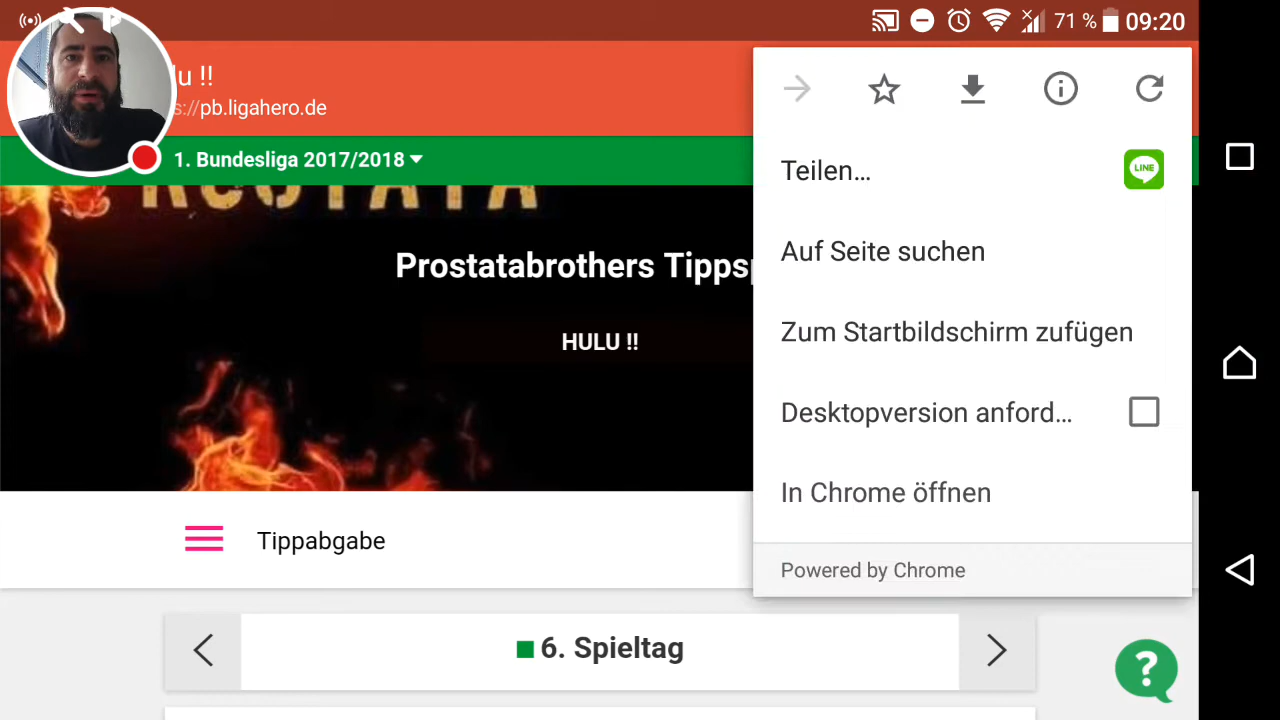 71 % 09:20
lu !!
s://pb.ligahero.de
1. Bundesliga 2017/2018
Prostatabrothers Tipps
HULU !!
Teilen…
LINE
Auf Seite suchen
Zum Startbildschirm zufügen
Desktopversion anford…
In Chrome öffnen
Powered by Chrome
Tippabgabe
6. Spieltag
?